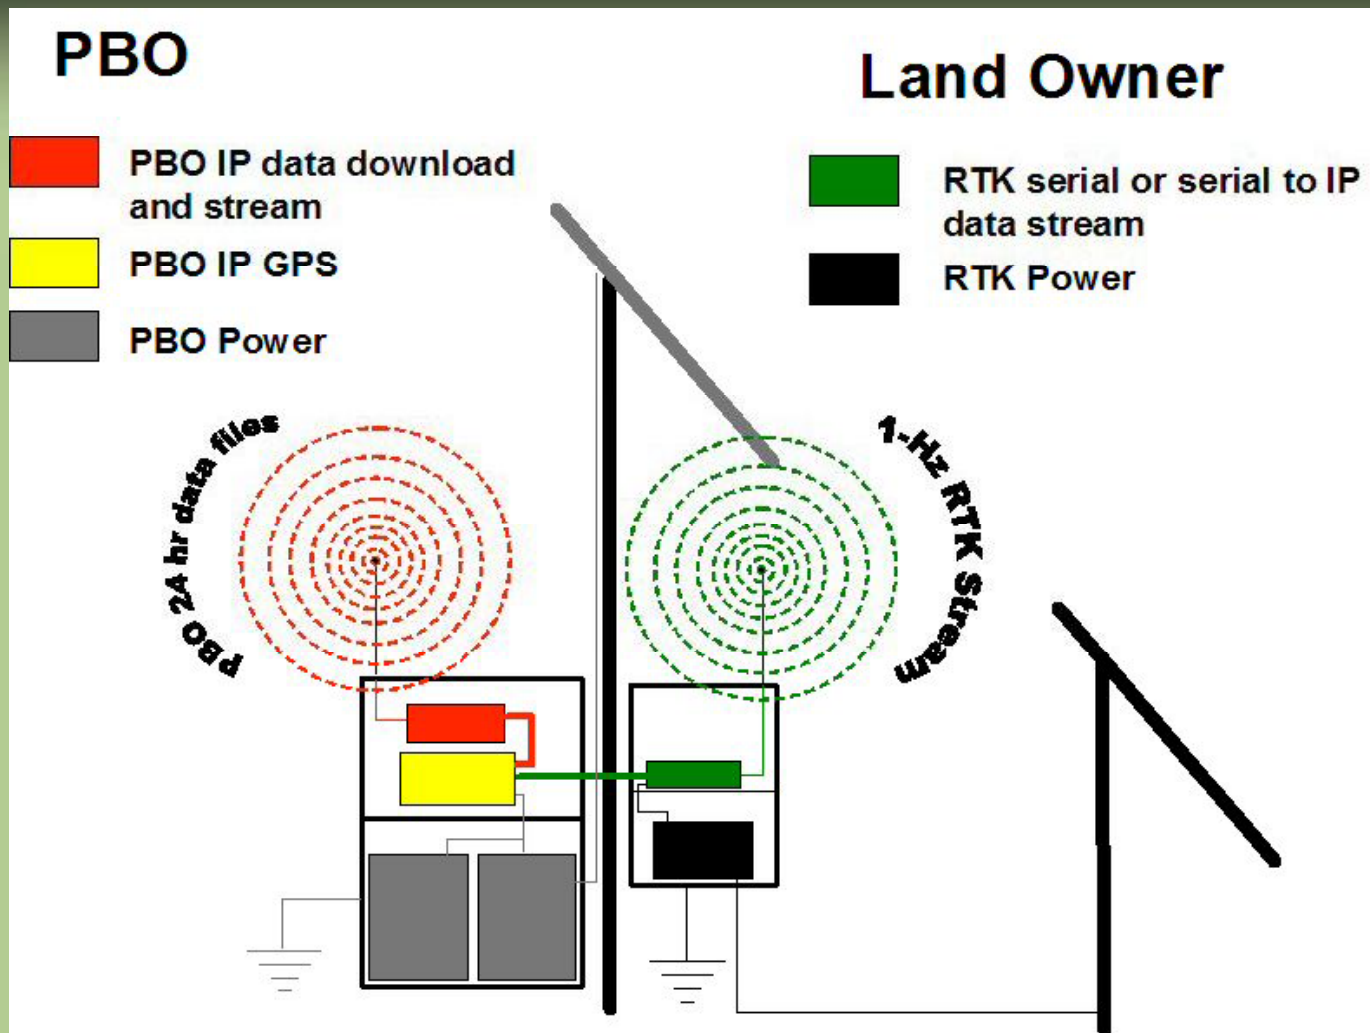 PBO
PBO IP data download
and stream
PBO IP GPS
PBO Power
Land Owner
RTK serial or serial to IP
data stream
RTK Power
PBO 24 hr data files
1-Hz RTK Stream